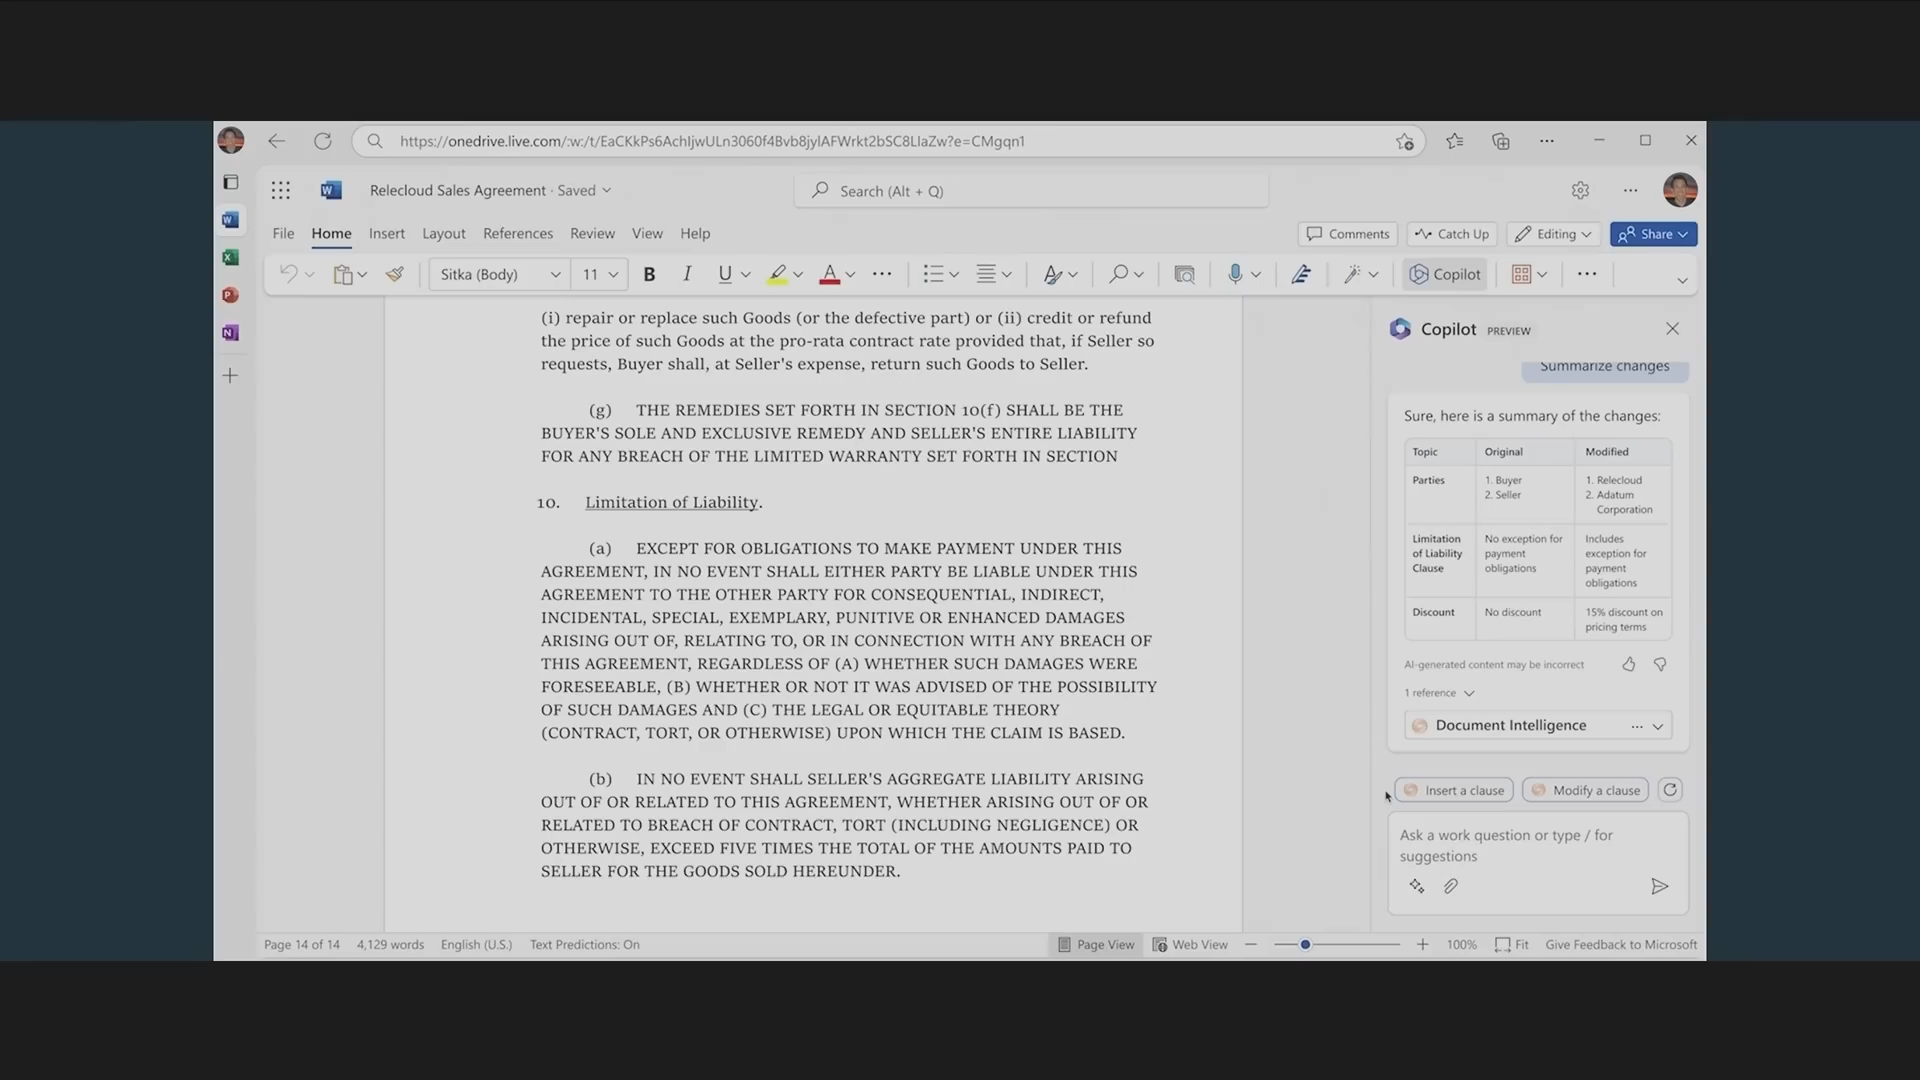 https://onedrive.live.com/:w:/t/EaCKkPs6AchIjwULn3060f4Bvb8jylAFWrkt2bSC8LIaZw?e=CMgqn1
Relecloud Sales Agreement · Saved
Search (Alt + Q)
File Home Insert Layout References Review View Help
Comments Catch Up Editing Share
Sitka (Body) 11 B I U A Copilot
(i) repair or replace such Goods (or the defective part) or (ii) credit or refund
the price of such Goods at the pro-rata contract rate provided that, if Seller so
requests, Buyer shall, at Seller's expense, return such Goods to Seller.
(g) THE REMEDIES SET FORTH IN SECTION 10(f) SHALL BE THE
BUYER'S SOLE AND EXCLUSIVE REMEDY AND SELLER'S ENTIRE LIABILITY
FOR ANY BREACH OF THE LIMITED WARRANTY SET FORTH IN SECTION
10. Limitation of Liability.
(a) EXCEPT FOR OBLIGATIONS TO MAKE PAYMENT UNDER THIS
AGREEMENT, IN NO EVENT SHALL EITHER PARTY BE LIABLE UNDER THIS
AGREEMENT TO THE OTHER PARTY FOR CONSEQUENTIAL, INDIRECT,
INCIDENTAL, SPECIAL, EXEMPLARY, PUNITIVE OR ENHANCED DAMAGES
ARISING OUT OF, RELATING TO, OR IN CONNECTION WITH ANY BREACH OF
THIS AGREEMENT, REGARDLESS OF (A) WHETHER SUCH DAMAGES WERE
FORESEEABLE, (B) WHETHER OR NOT IT WAS ADVISED OF THE POSSIBILITY
OF SUCH DAMAGES AND (C) THE LEGAL OR EQUITABLE THEORY
(CONTRACT, TORT, OR OTHERWISE) UPON WHICH THE CLAIM IS BASED.
(b) IN NO EVENT SHALL SELLER'S AGGREGATE LIABILITY ARISING
OUT OF OR RELATED TO THIS AGREEMENT, WHETHER ARISING OUT OF OR
RELATED TO BREACH OF CONTRACT, TORT (INCLUDING NEGLIGENCE) OR
OTHERWISE, EXCEED FIVE TIMES THE TOTAL OF THE AMOUNTS PAID TO
SELLER FOR THE GOODS SOLD HEREUNDER.
Copilot PREVIEW
Summarize changes
Sure, here is a summary of the changes:
Topic Original Modified
Parties 1. Buyer 1. Relecloud
2. Seller 2. Adatum
Corporation
Limitation No exception for Includes
of Liability payment exception for
Clause obligations payment
obligations
Discount No discount 15% discount on
pricing terms
AI-generated content may be incorrect
1 reference
Document Intelligence
Insert a clause Modify a clause
Ask a work question or type / for
suggestions
Page 14 of 14 4,129 words English (U.S.) Text Predictions: On Page View Web View 100% Fit Give Feedback to Microsoft